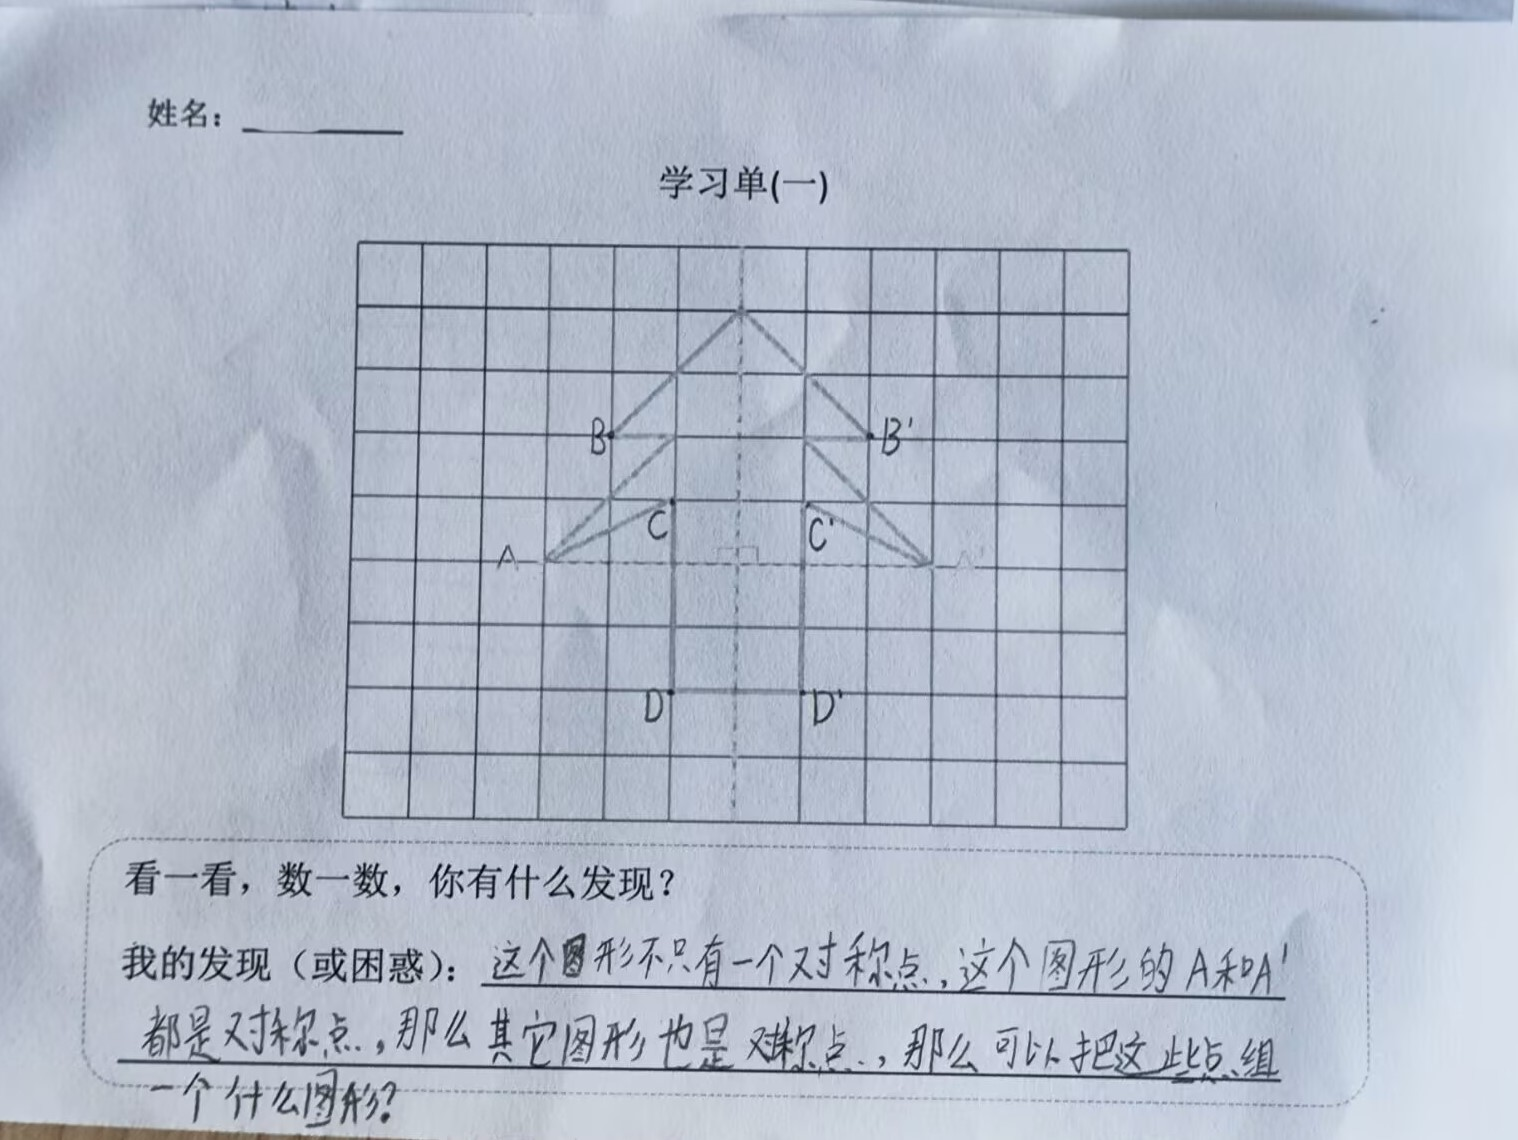 姓名：
学习单(一)
B B'
C C'
A A'
D D'
看一看，数一数，你有什么发现？
我的发现（或困惑）：这个图形不只有一个对称点，这个图形的A和A'
都是对称点，那么其它图形也是对称点，那么可以把这些点组
一个什么图形？